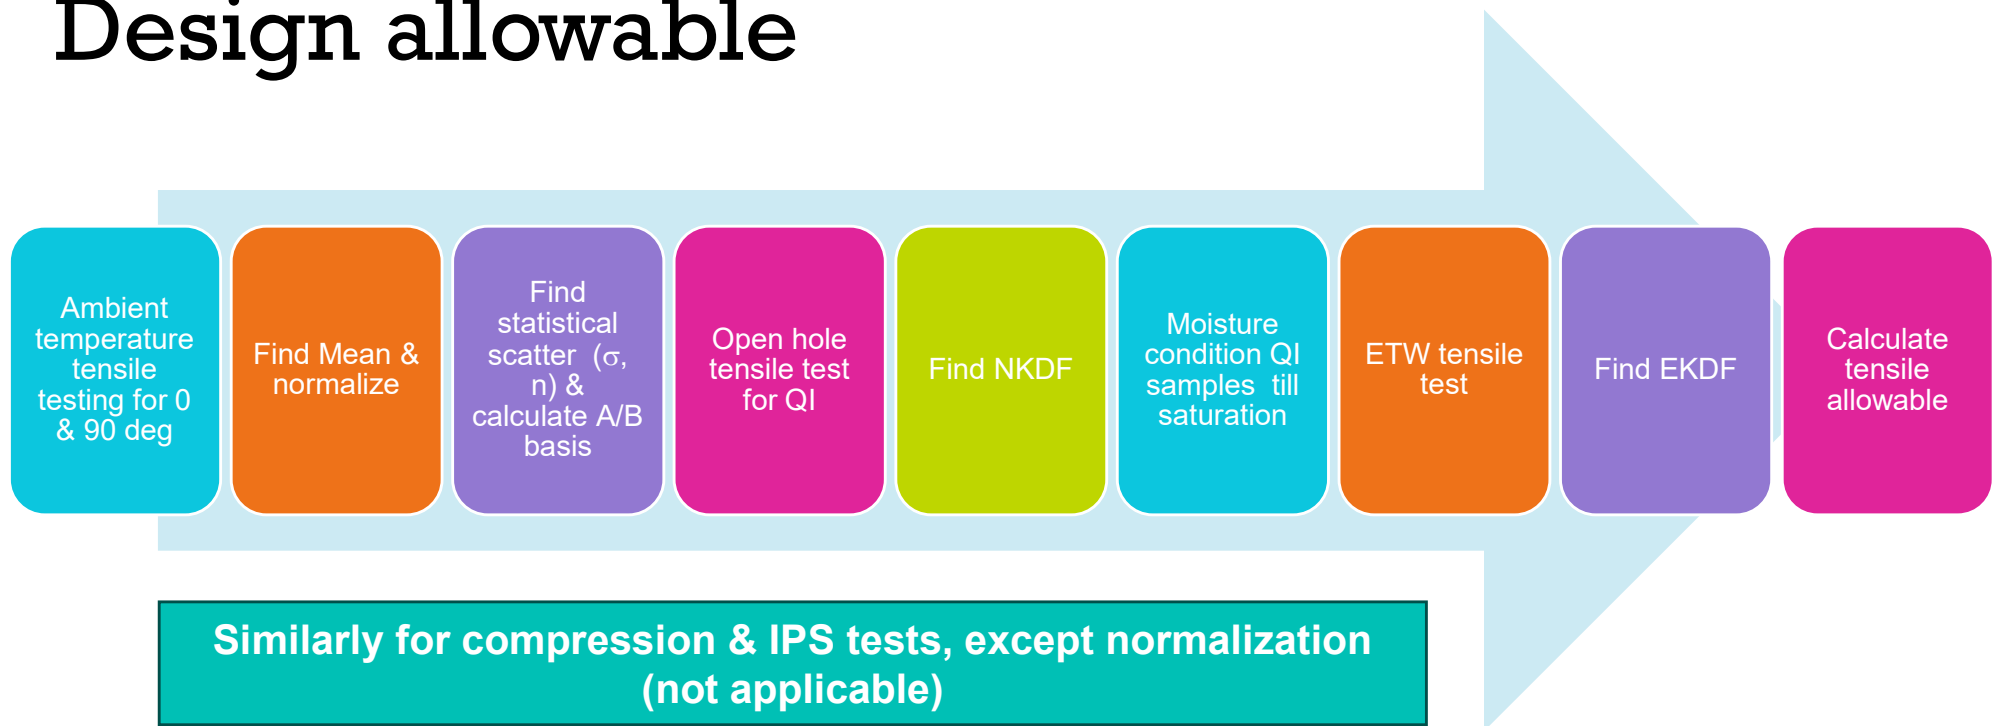 Design allowable
Ambient
temperature
tensile
testing for 0
& 90 deg
Find Mean &
normalize
Find
statistical
scatter (σ,
n) &
calculate A/B
basis
Open hole
tensile test
for QI
Find NKDF
Moisture
condition QI
samples till
saturation
ETW tensile
test
Find EKDF
Calculate
tensile
allowable
Similarly for compression & IPS tests, except normalization
(not applicable)